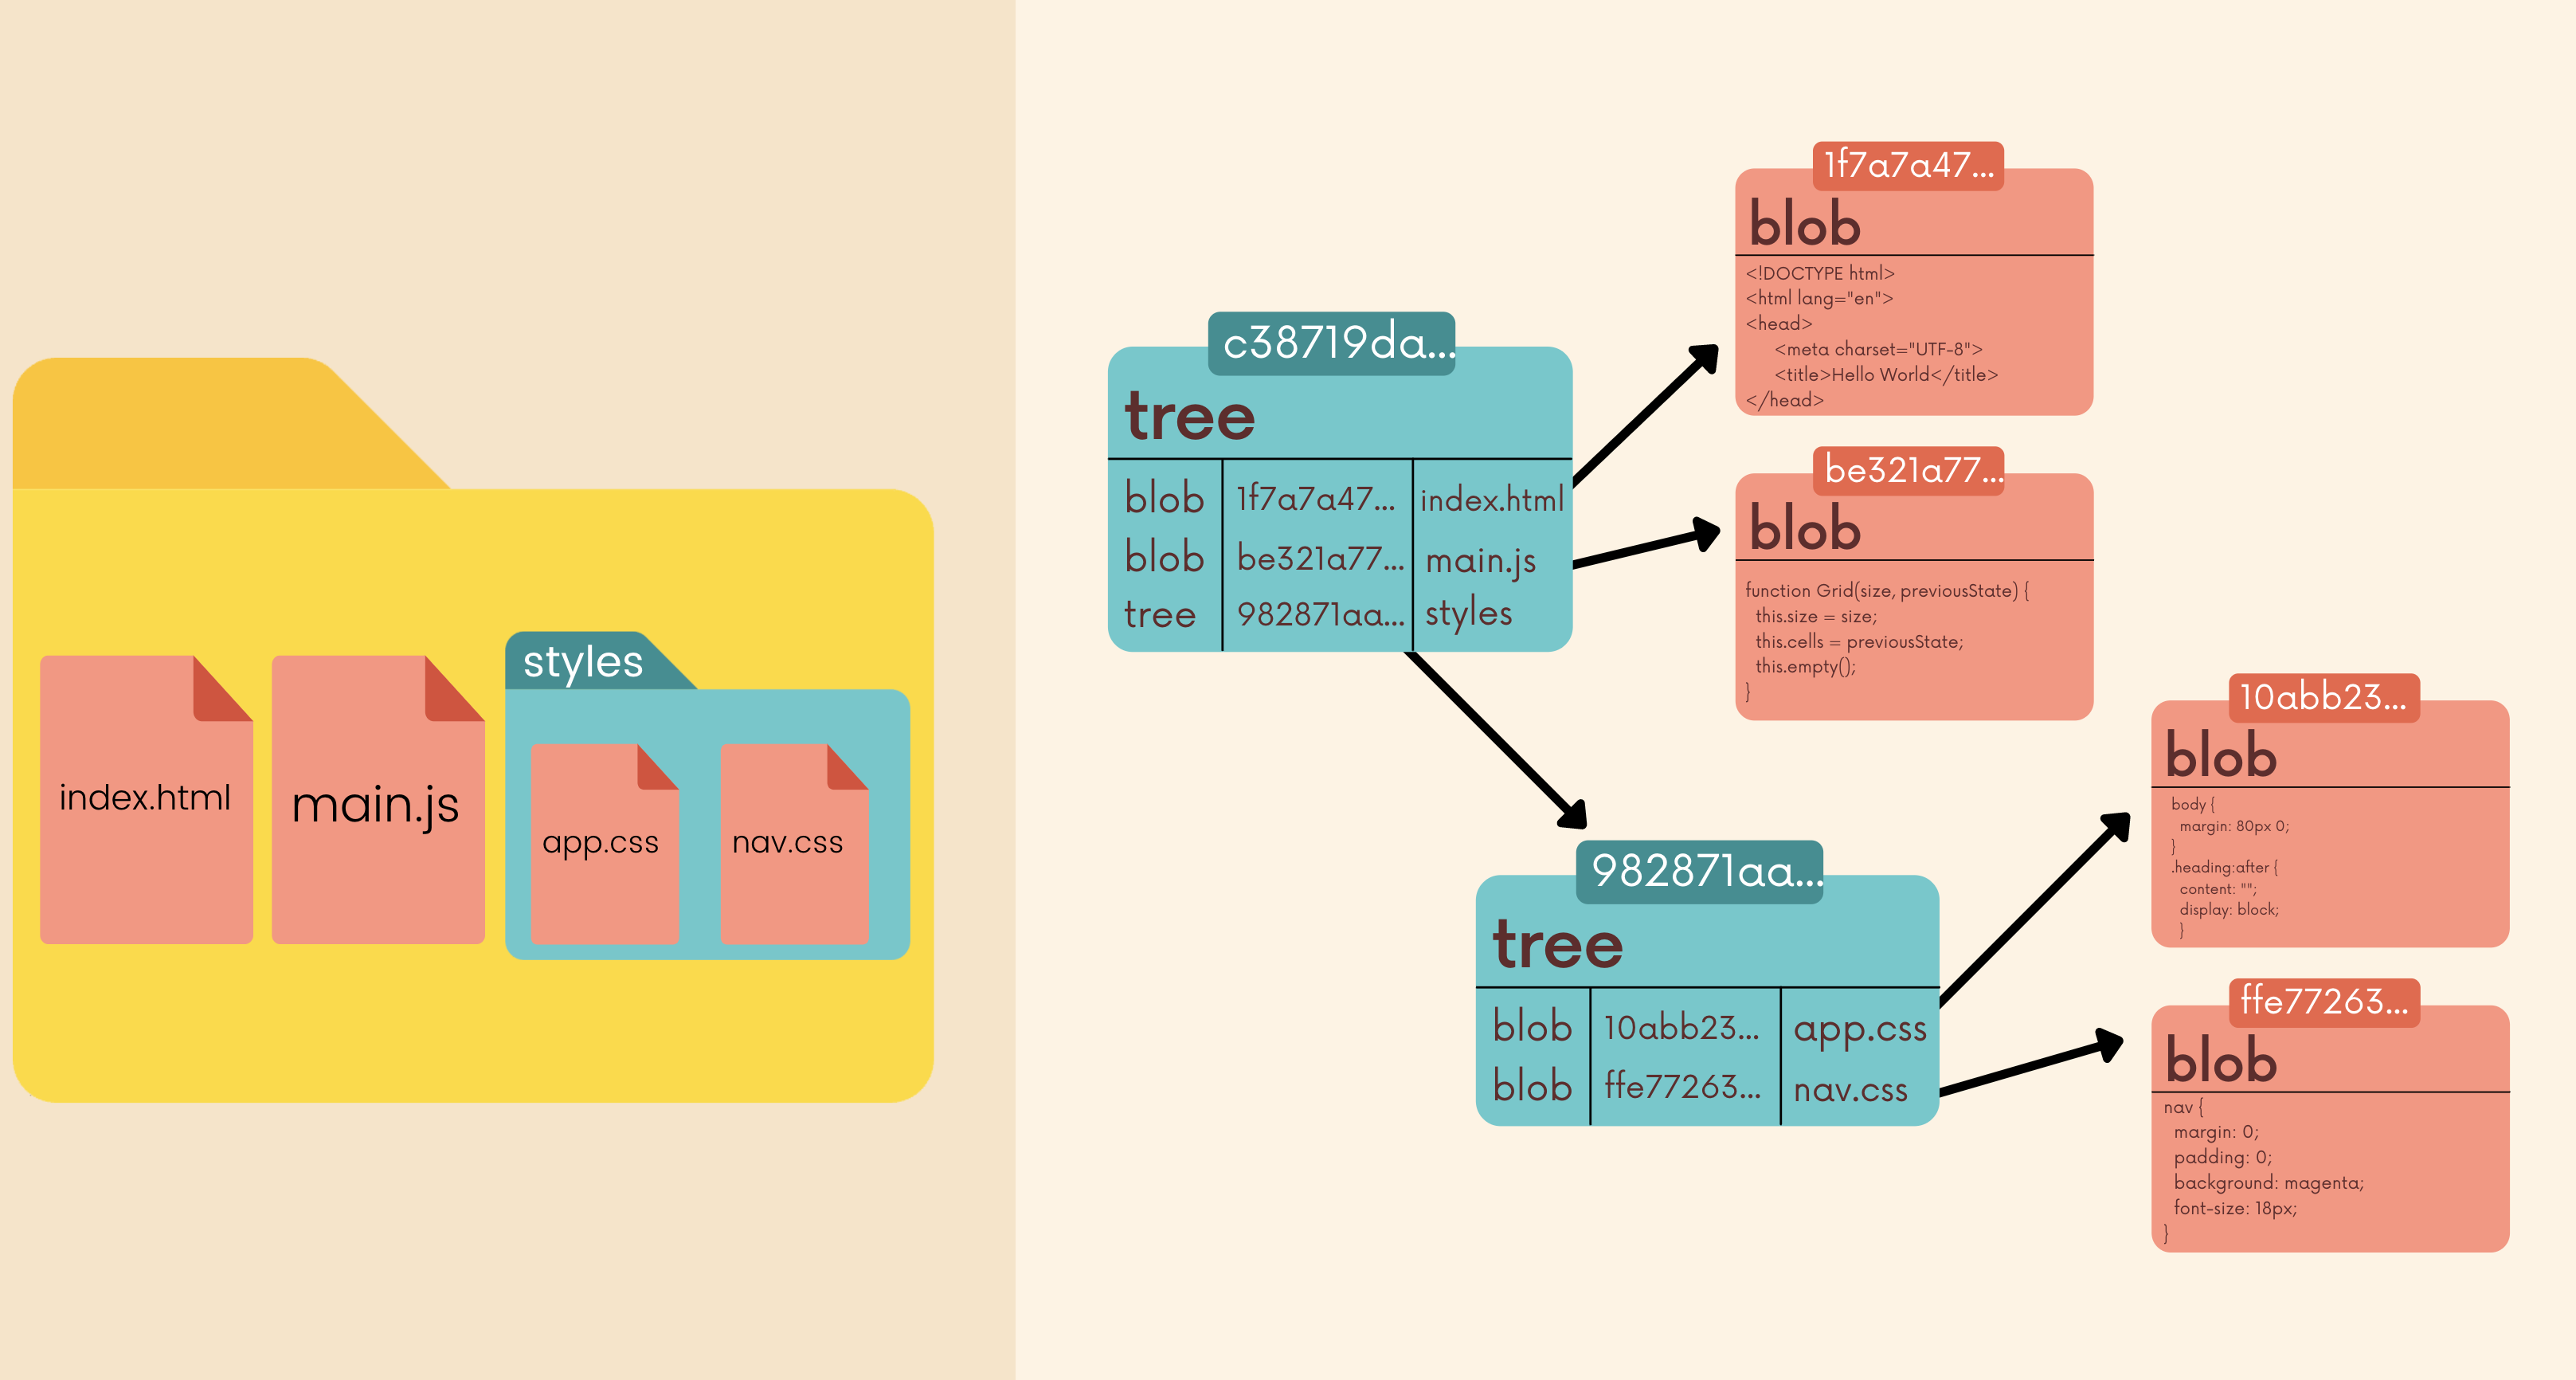 index.html
main.js
styles
app.css
nav.css
c38719da...
tree
blob 1f7a7a47... index.html
blob be321a77... main.js
tree 982871aa... styles
1f7a7a47...
blob
<!DOCTYPE html>
<html lang="en">
<head>
<meta charset="UTF-8">
<title>Hello World</title>
</head>
be321a77...
blob
function Grid(size, previousState) {
this.size = size;
this.cells = previousState;
this.empty();
}
982871aa...
tree
blob 10abb23... app.css
blob ffe77263... nav.css
10abb23...
blob
body {
margin: 80px 0;
}
.heading:after {
content: "";
display: block;
}
ffe77263...
blob
nav {
margin: 0;
padding: 0;
background: magenta;
font-size: 18px;
}